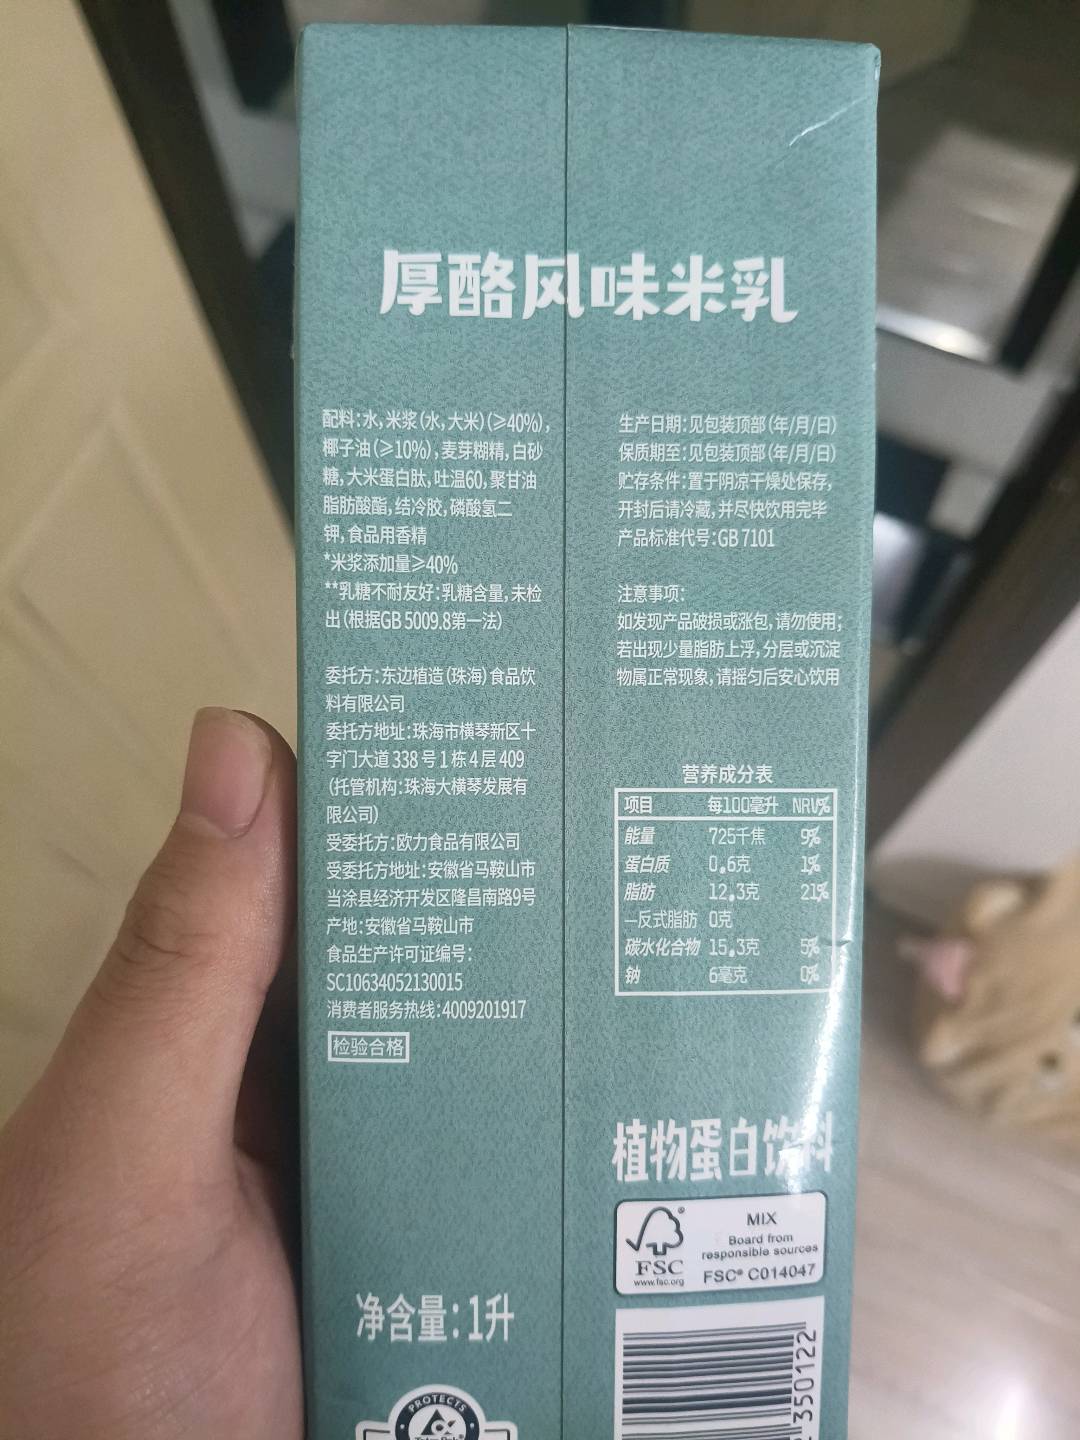 厚酪风味米乳
配料:水,米浆(水,大米)(≥40%),
椰子油(≥10%),麦芽糊精,白砂
糖,大米蛋白肽,吐温60,聚甘油
脂肪酸酯,结冷胶,磷酸氢二
钾,食品用香精
*米浆添加量≥40%
**乳糖不耐友好:乳糖含量,未检
出(根据GB 5009.8第一法)
委托方:东边植造(珠海)食品饮
料有限公司
委托方地址:珠海市横琴新区十
字门大道338号1栋4层409
(托管机构:珠海大横琴发展有
限公司)
受委托方:欧力食品有限公司
受委托方地址:安徽省马鞍山市
当涂县经济开发区隆昌南路9号
产地:安徽省马鞍山市
食品生产许可证编号:
SC10634052130015
消费者服务热线:4009201917
检验合格
净含量:1升
PROTECTS
生产日期:见包装顶部(年/月/日)
保质期至:见包装顶部(年/月/日)
贮存条件:置于阴凉干燥处保存,
开封后请冷藏,并尽快饮用完毕
产品标准代号:GB 7101
注意事项:
如发现产品破损或涨包,请勿使用;
若出现少量脂肪上浮,分层或沉淀
物属正常现象,请摇匀后安心饮用
营养成分表
项目 每100毫升 NRV%
能量 725千焦 9%
蛋白质 0.6克 1%
脂肪 12.3克 21%
—反式脂肪 0克
碳水化合物 15.3克 5%
钠 6毫克 0%
植物蛋白饮料
FSC
www.fsc.org
MIX
Board from
responsible sources
FSC® C014047
350122